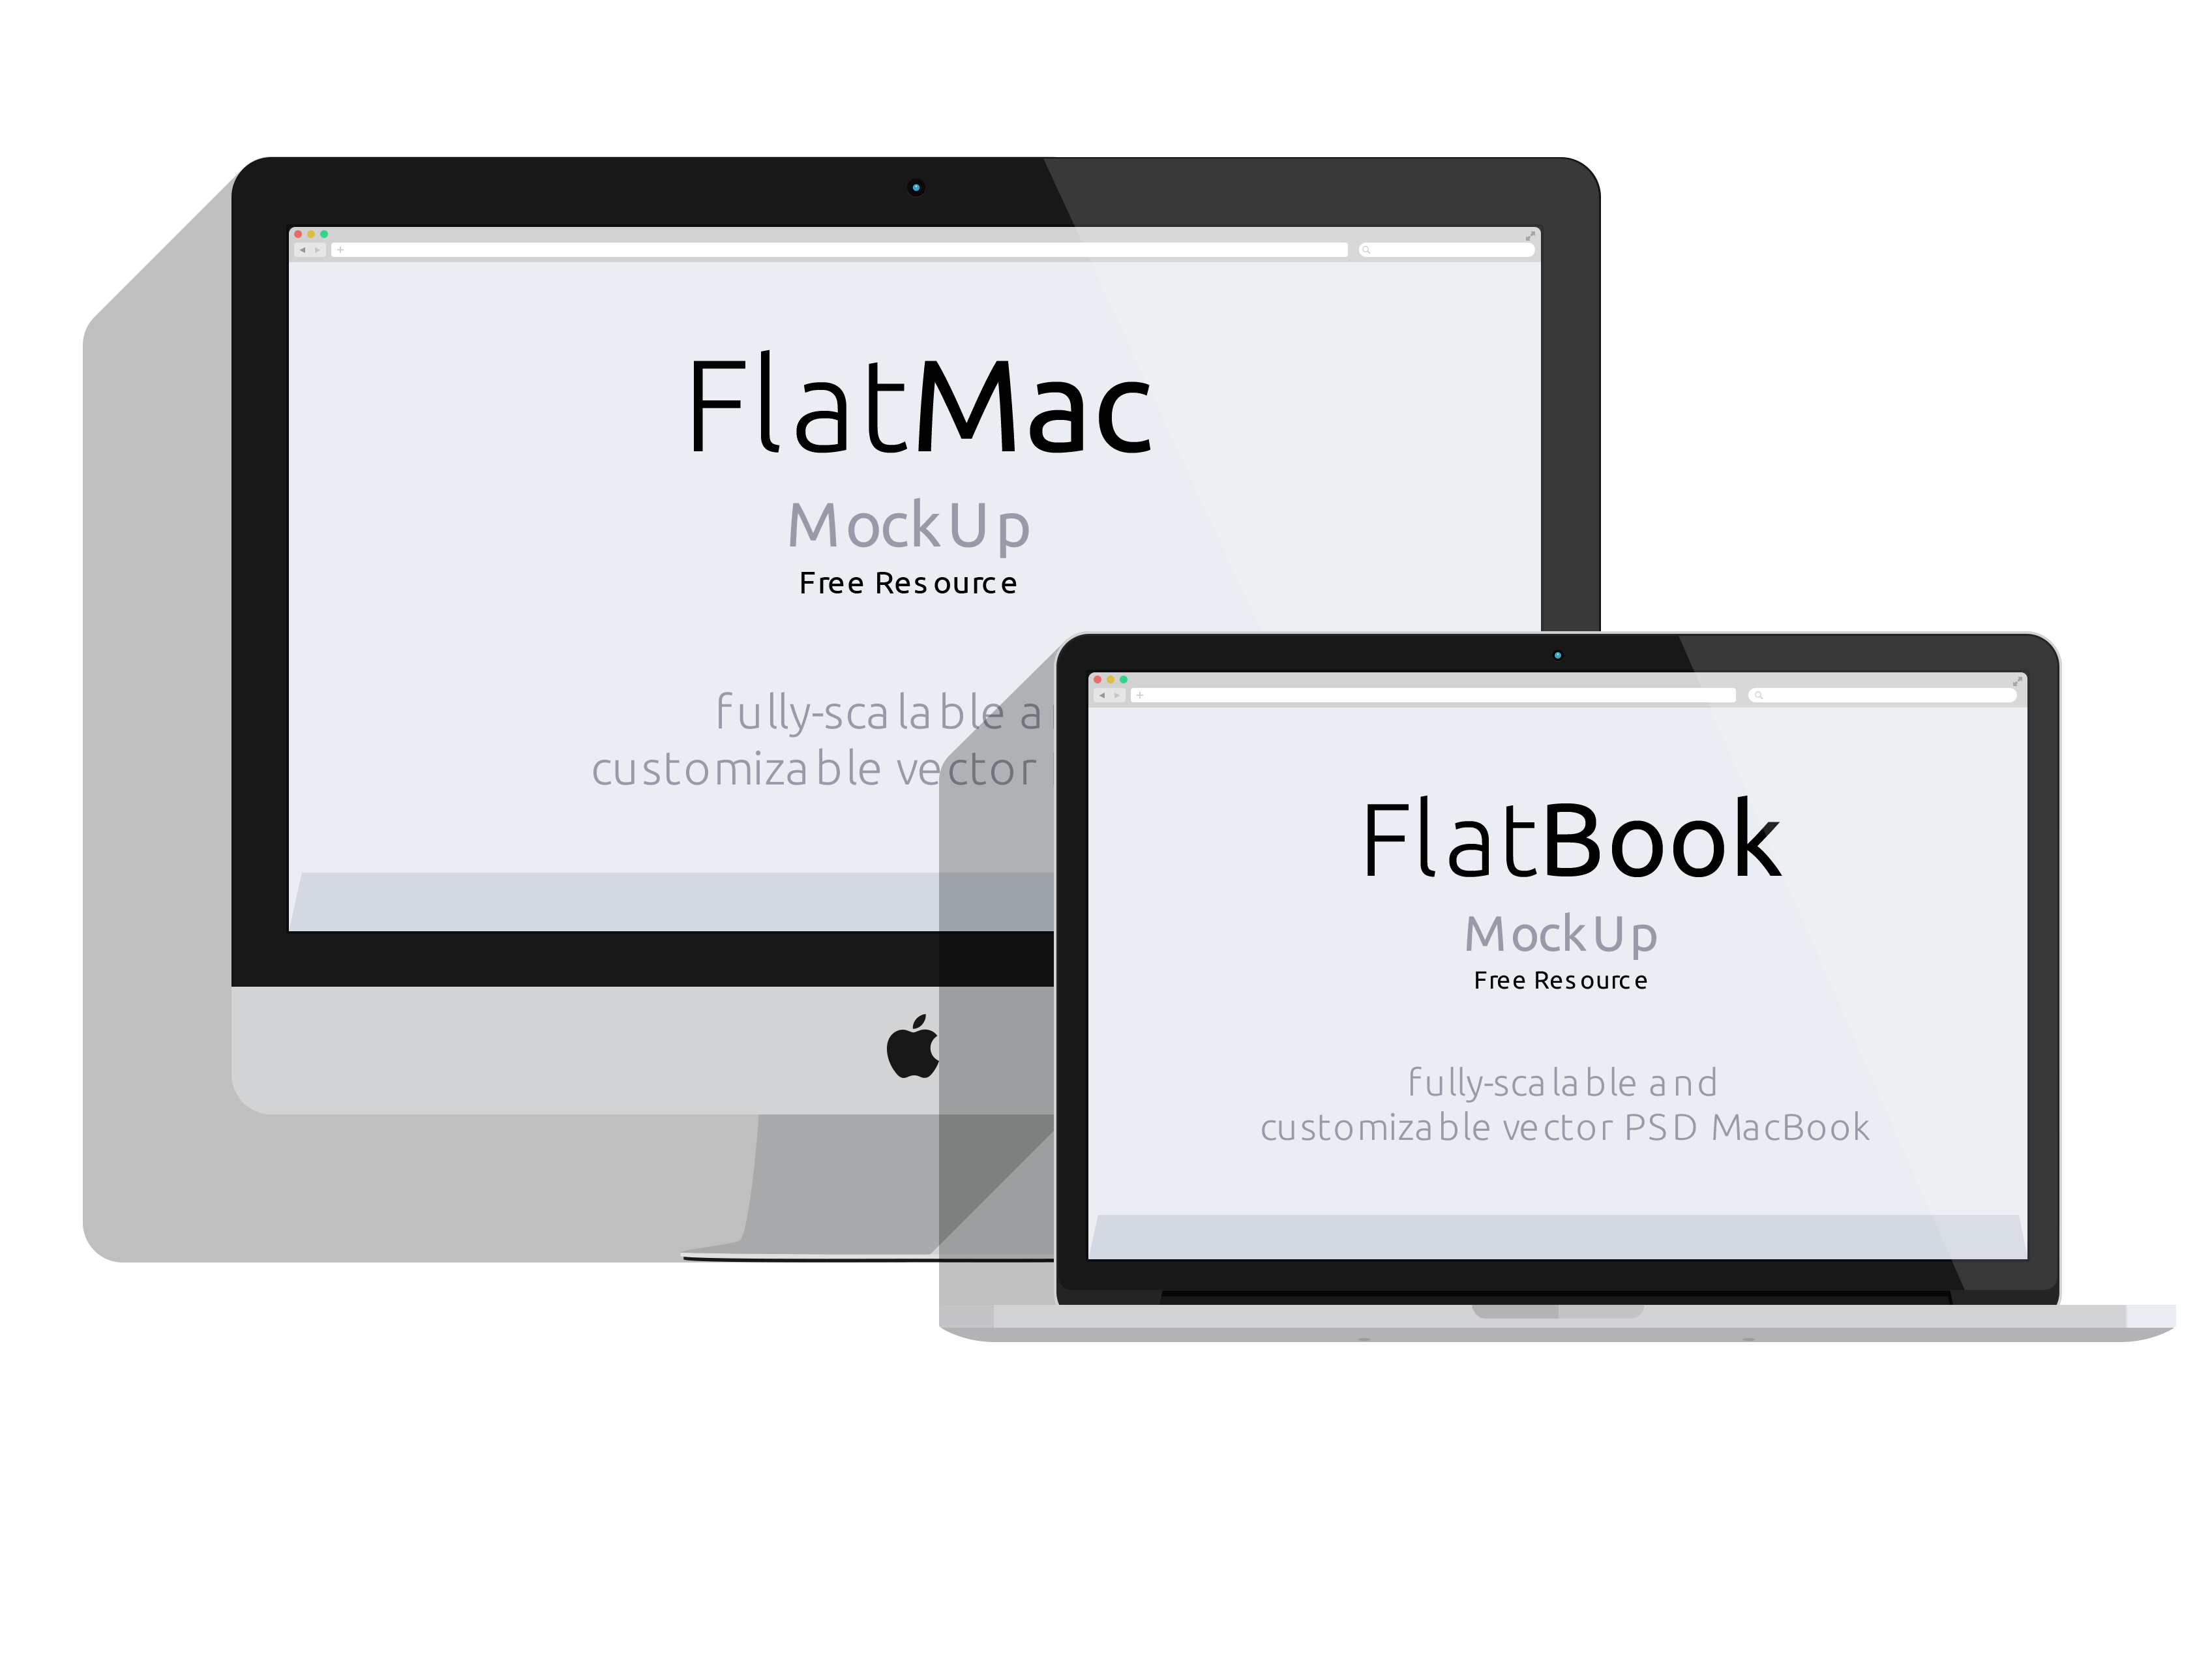 FlatMac
MockUp
Free Resource
fully-scalable
customizable vector
FlatBook
MockUp
Free Resource
fully-scalable and
customizable vector PSD MacBook